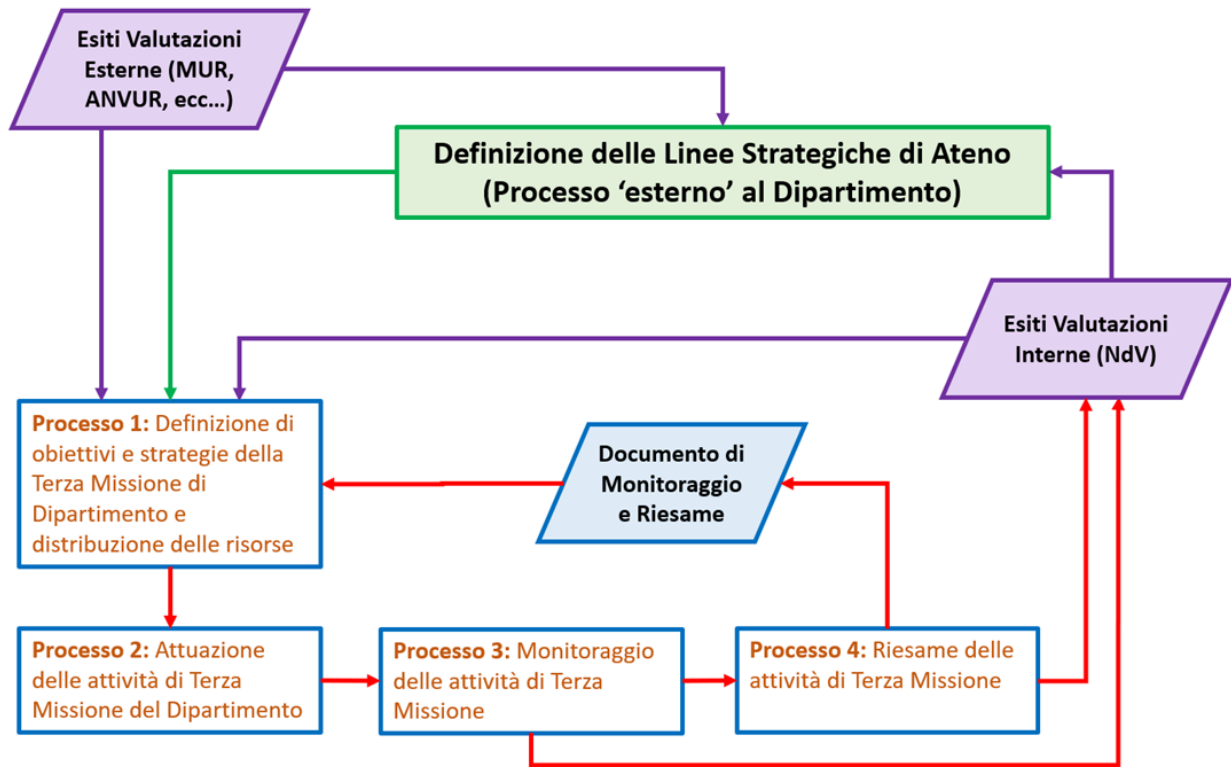 Esiti Valutazioni
Esterne (MUR,
ANVUR, ecc...)
Definizione delle Linee Strategiche di Ateno
(Processo ‘esterno’ al Dipartimento)
Esiti Valutazioni
Interne (NdV)
Processo 1: Definizione di
obiettivi e strategie della
Terza Missione di
Dipartimento e
distribuzione delle risorse
Documento di
Monitoraggio
e Riesame
Processo 2: Attuazione
delle attività di Terza
Missione del Dipartimento
Processo 3: Monitoraggio
delle attività di Terza
Missione
Processo 4: Riesame delle
attività di Terza Missione